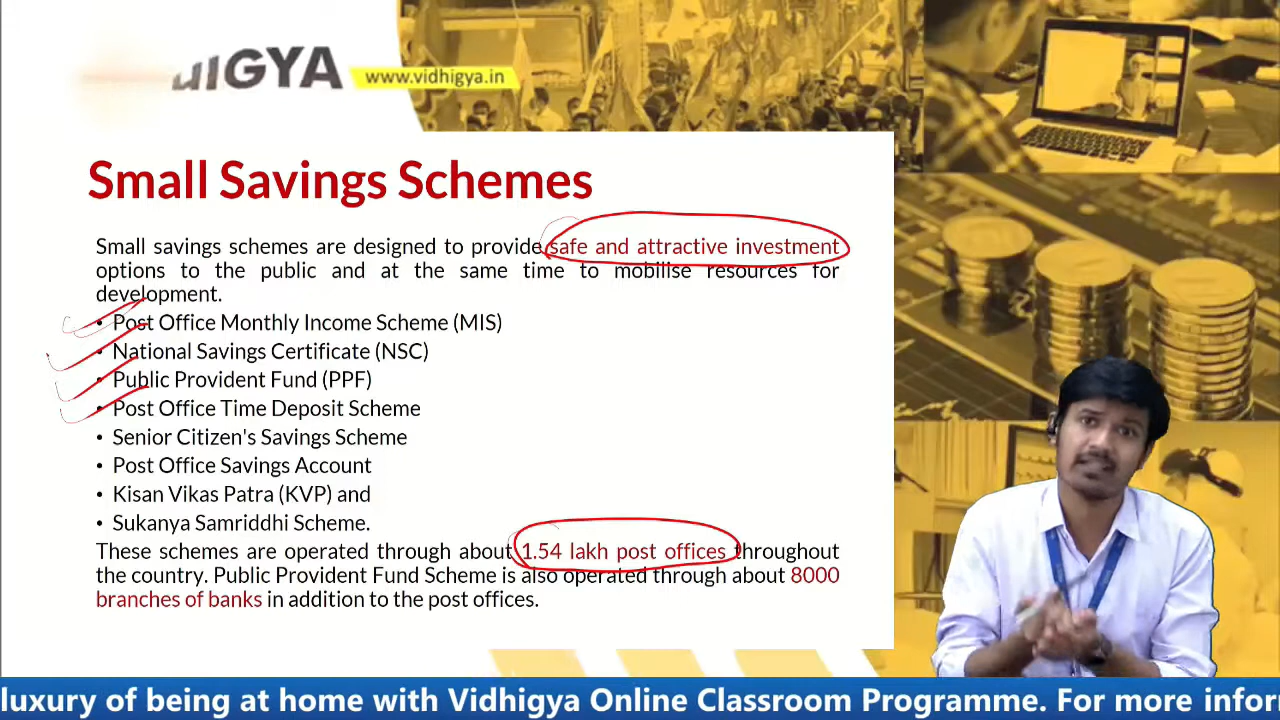 IGYA
www.vidhigya.in
Small Savings Schemes
Small savings schemes are designed to provide safe and attractive investment
options to the public and at the same time to mobilise resources for
development.
• Post Office Monthly Income Scheme (MIS)
• National Savings Certificate (NSC)
• Public Provident Fund (PPF)
• Post Office Time Deposit Scheme
• Senior Citizen's Savings Scheme
• Post Office Savings Account
• Kisan Vikas Patra (KVP) and
• Sukanya Samriddhi Scheme.
These schemes are operated through about 1.54 lakh post offices throughout
the country. Public Provident Fund Scheme is also operated through about 8000
branches of banks in addition to the post offices.
luxury of being at home with Vidhigya Online Classroom Programme. For more infor